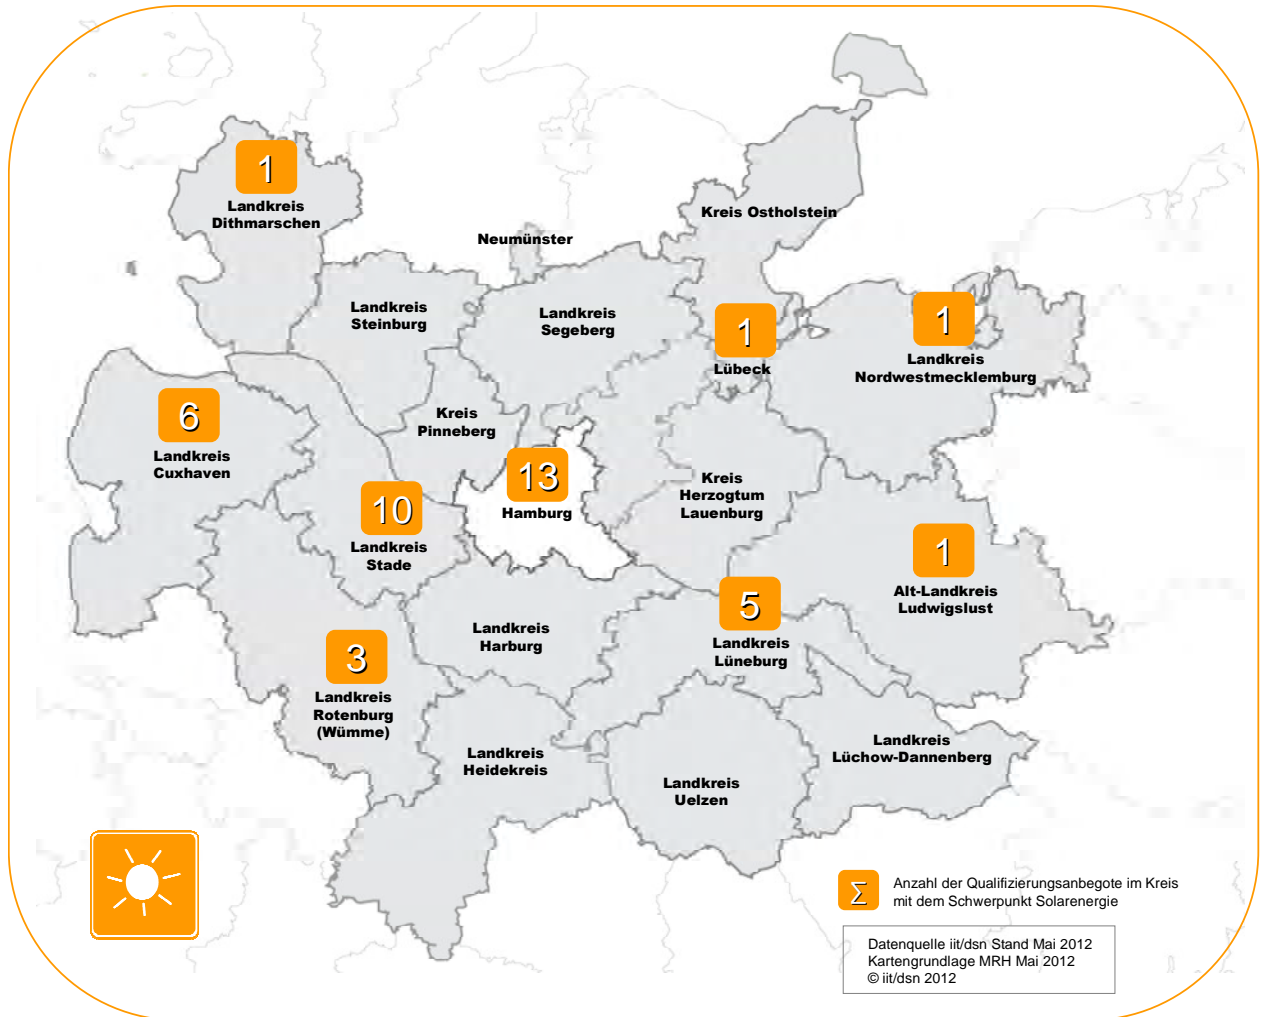 1
Landkreis
Dithmarschen
Kreis Ostholstein
Neumünster
Landkreis
Steinburg
Landkreis
Segeberg
1
Lübeck
1
Landkreis
Nordwestmecklemburg
6
Landkreis
Cuxhaven
Kreis
Pinneberg
13
Hamburg
Kreis
Herzogtum
Lauenburg
10
Landkreis
Stade
1
Alt-Landkreis
Ludwigslust
5
Landkreis
Lüneburg
Landkreis
Harburg
3
Landkreis
Rotenburg
(Wümme)
Landkreis
Heidekreis
Landkreis
Uelzen
Landkreis
Lüchow-Dannenberg
Σ
Anzahl der Qualifizierungsanbegote im Kreis
mit dem Schwerpunkt Solarenergie
Datenquelle iit/dsn Stand Mai 2012
Kartengrundlage MRH Mai 2012
© iit/dsn 2012